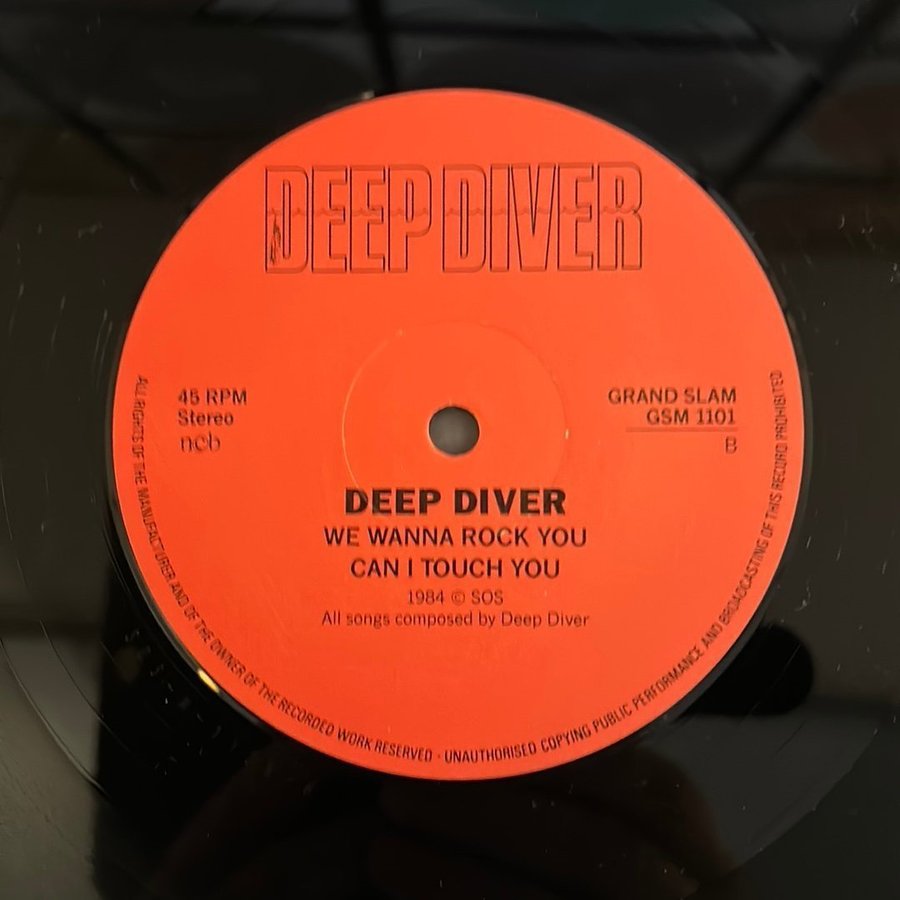 DEEP DIVER
45 RPM
Stereo
ncb
GRAND SLAM
GSM 1101
B
DEEP DIVER
WE WANNA ROCK YOU
CAN I TOUCH YOU
1984 © SOS
All songs composed by Deep Diver
ALL RIGHTS OF THE MANUFACTURER AND OF THE OWNER OF THE RECORDED WORK RESERVED · UNAUTHORISED COPYING PUBLIC PERFORMANCE AND BROADCASTING OF THIS RECORD PROHIBITED